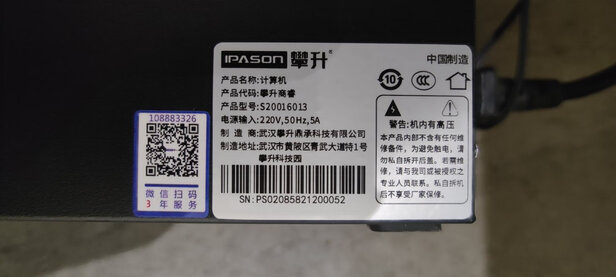 IPASON 攀升®
中国制造
产品名称:计算机
产品代码:攀升商睿
产品型号:S20016013
电源输入:220V,50Hz,5A
制 造 商:武汉攀升鼎承科技有限公司
制造地址:武汉市黄陂区青武大道特1号
攀升科技园
SN:PS02085821200052
10
CCC
警告:机内有高压
本产品内部不含有任何维
修备件，为避免触电，请
勿私自拆开后盖。若需维
修，请与我司或被授权之
专业人员联系。私自拆机
后不享受厂家保修。
108883326
微信扫码
3年服务